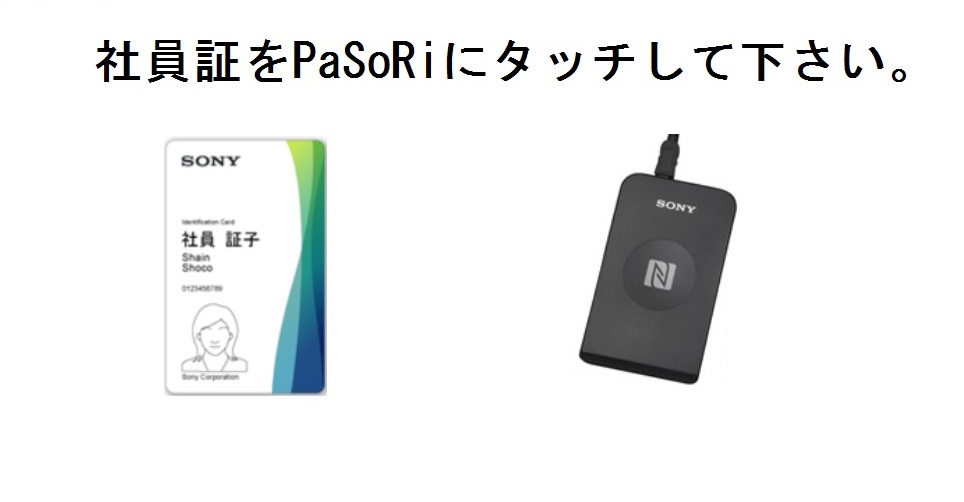 社員証をPaSoRiにタッチして下さい。
SONY
Identification Card
社員 証子
Shain
Shoco
0123456789
Sony Corporation
SONY